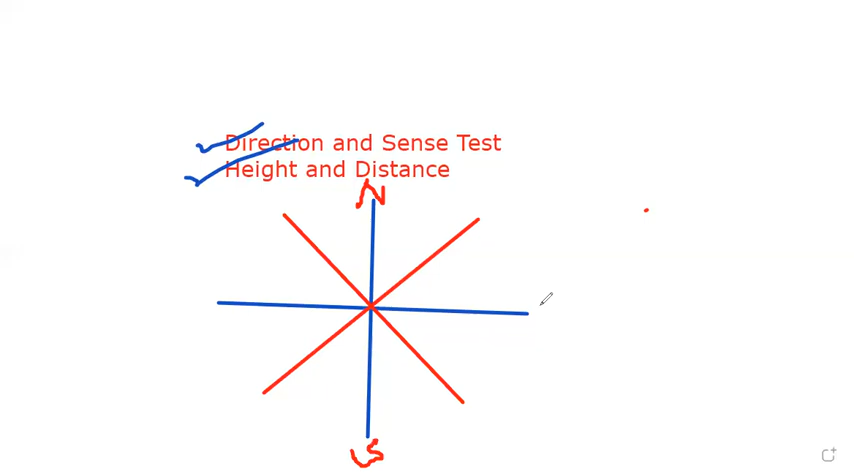 Direction and Sense Test
Height and Distance
N
S